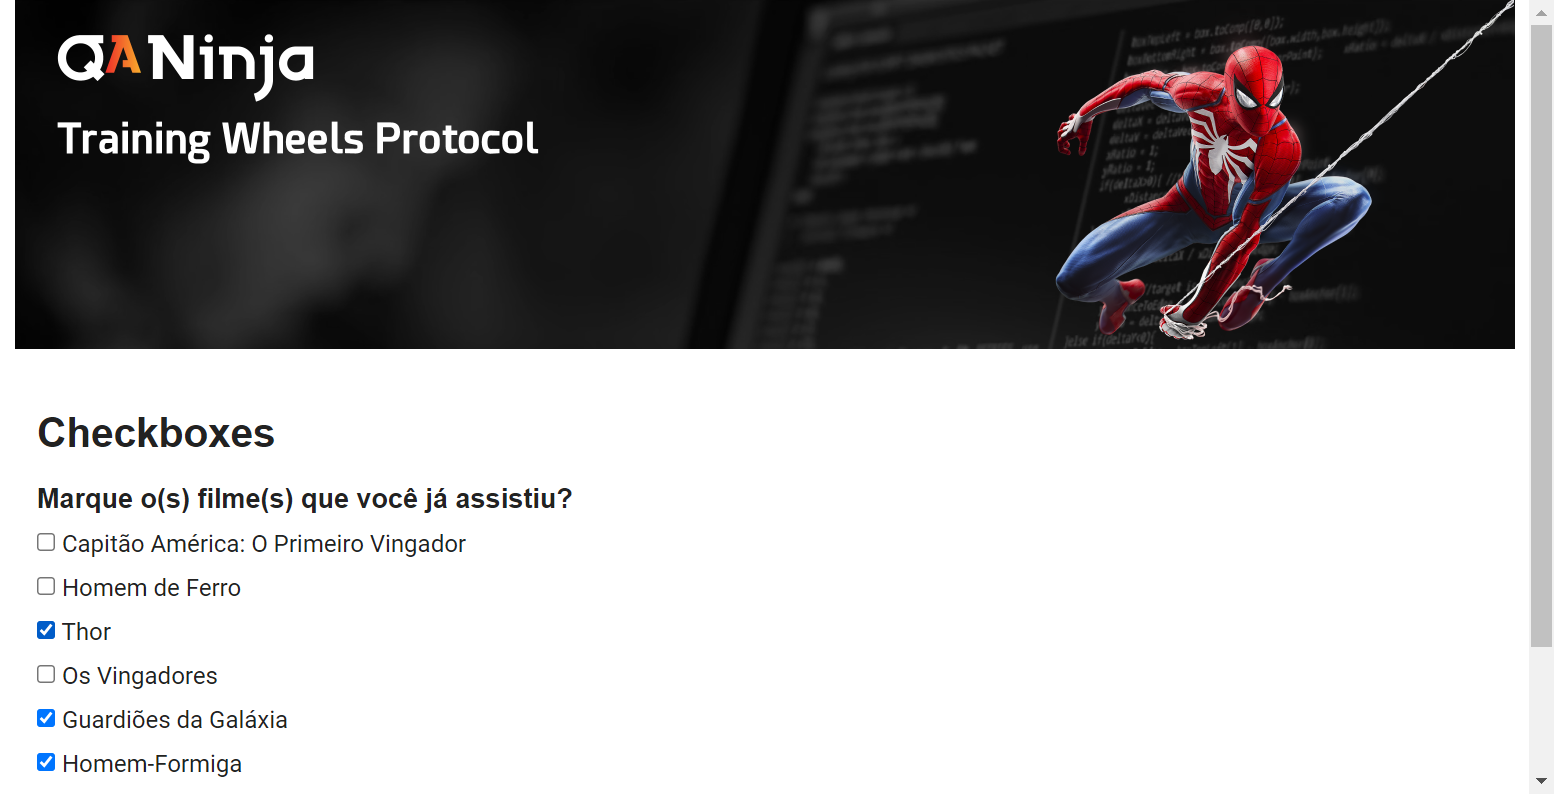 QANinja
Training Wheels Protocol
Checkboxes
Marque o(s) filme(s) que você já assistiu?
Capitão América: O Primeiro Vingador
Homem de Ferro
Thor
Os Vingadores
Guardiões da Galáxia
Homem-Formiga